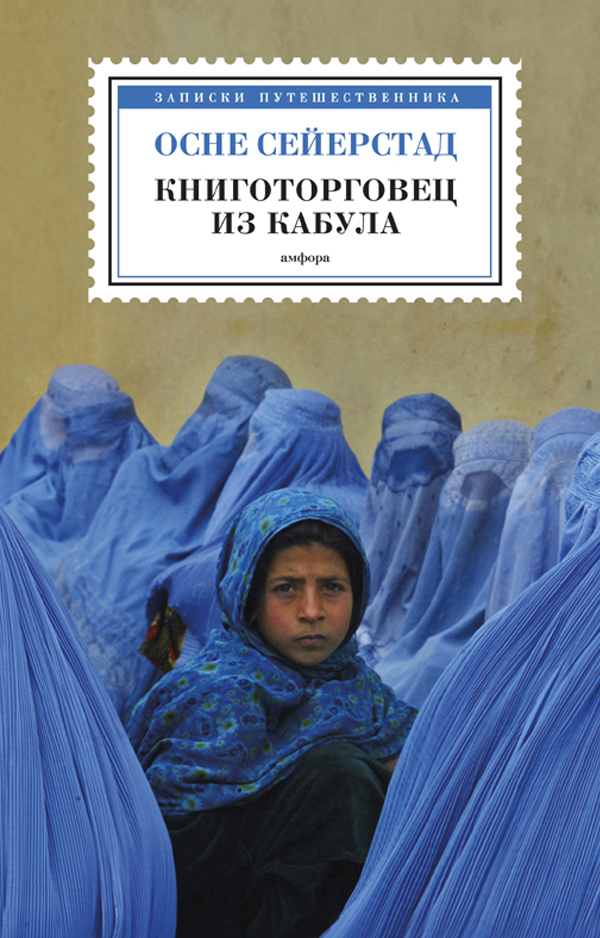 ЗАПИСКИ ПУТЕШЕСТВЕННИКА
ОСНЕ СЕЙЕРСТАД
КНИГОТОРГОВЕЦ
ИЗ КАБУЛА
амфора